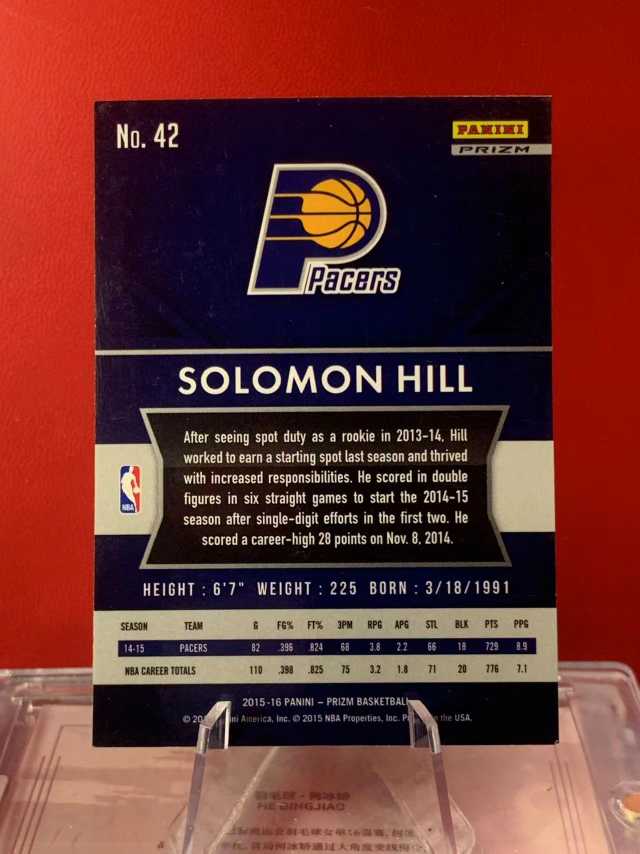 No. 42
PANINI
PRIZM
Pacers
SOLOMON HILL
After seeing spot duty as a rookie in 2013-14, Hill
worked to earn a starting spot last season and thrived
with increased responsibilities. He scored in double
figures in six straight games to start the 2014-15
season after single-digit efforts in the first two. He
scored a career-high 28 points on Nov. 8, 2014.
NBA
HEIGHT : 6'7" WEIGHT : 225 BORN : 3/18/1991
SEASON TEAM G FG% FT% 3PM RPG APG STL BLK PTS PPG
14-15 PACERS 82 .396 .824 68 3.8 2.2 66 18 729 8.9
NBA CAREER TOTALS 110 .398 .825 75 3.2 1.8 71 20 776 7.1
2015-16 PANINI – PRIZM BASKETBALL
America, Inc. © 2015 NBA Properties, Inc. the USA.
HE BINGJIAO